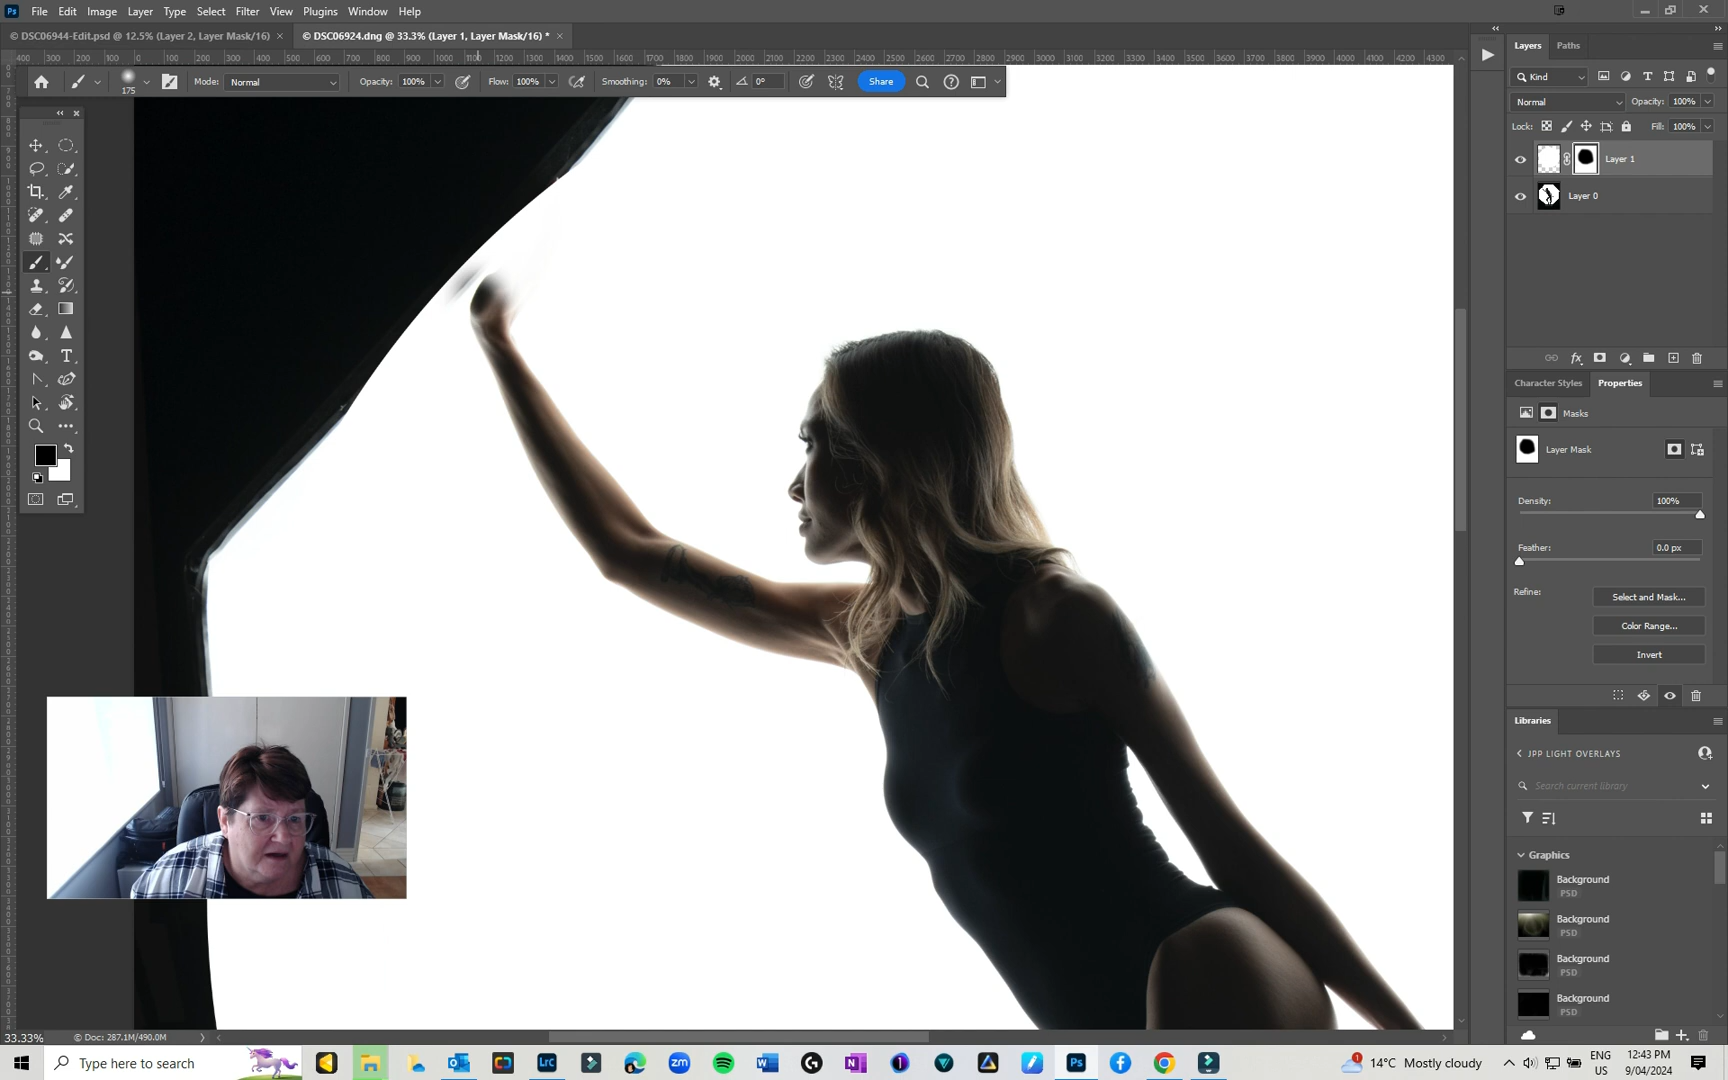 Ps File Edit Image Layer Type Select Filter View Plugins Window Help
© DSC06944-Edit.psd @ 12.5% (Layer 2, Layer Mask/16) × © DSC06924.dng @ 33.3% (Layer 1, Layer Mask/16) * ×
175 Mode: Normal Opacity: 100% Flow: 100% Smoothing: 0% 0° Share
Layers Paths
Kind
Normal Opacity: 100%
Lock: Fill: 100%
Layer 1
Layer 0
Character Styles Properties
Masks
Layer Mask
Density: 100%
Feather: 0.0 px
Refine: Select and Mask...
Color Range...
Invert
Libraries
JPP LIGHT OVERLAYS
Search current library
Graphics
Background
PSD
Background
PSD
Background
PSD
Background
33.33% © Doc: 287.1M/490.0M
Type here to search
Lrc W N Ps
1 14°C Mostly cloudy ENG US 12:43 PM 9/04/2024